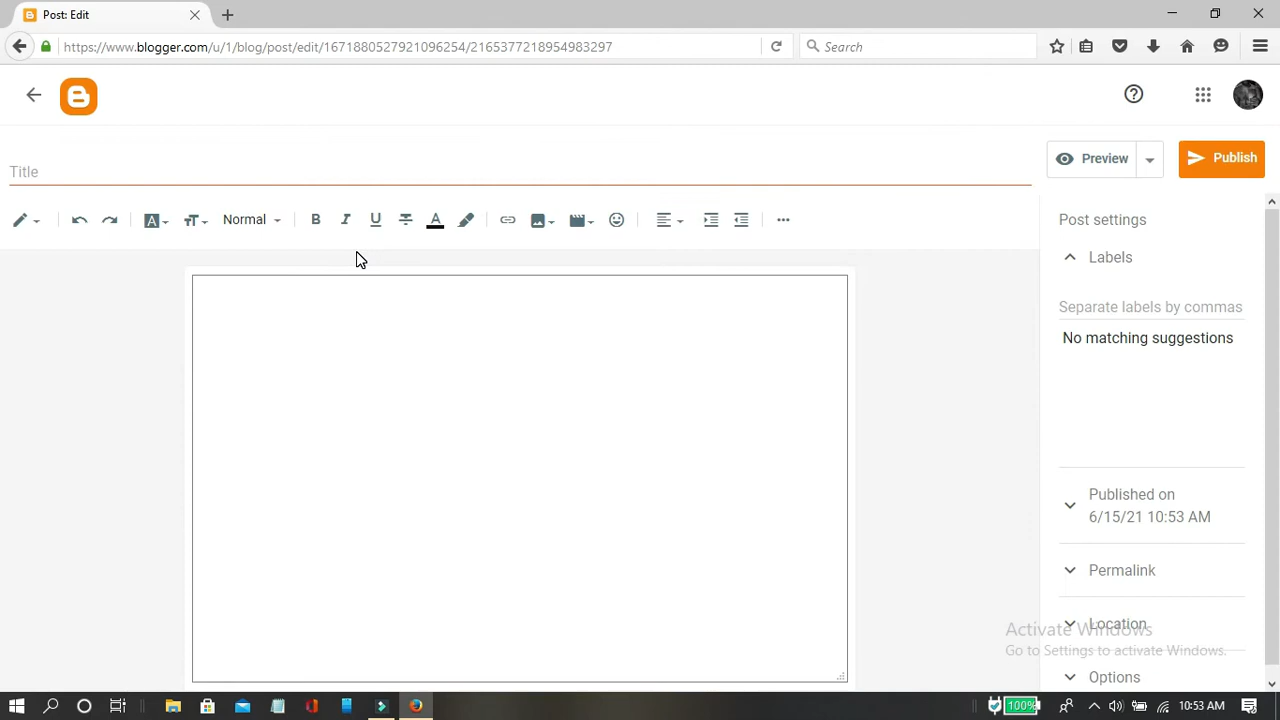 Post: Edit
https://www.blogger.com/u/1/blog/post/edit/1671880527921096254/2165377218954983297
Search
Title
Preview
Publish
Normal
B
I
U
A
Post settings
Labels
Separate labels by commas
No matching suggestions
Published on
6/15/21 10:53 AM
Permalink
Location
Activate Windows
Go to Settings to activate Windows.
Options
100%
10:53 AM